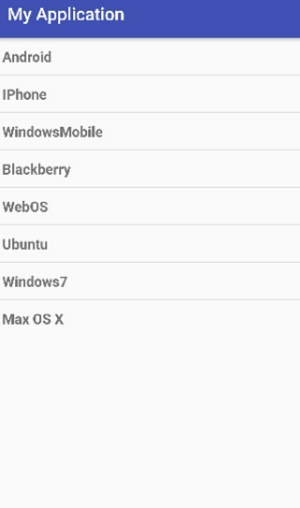 My Application
Android
IPhone
WindowsMobile
Blackberry
WebOS
Ubuntu
Windows7
Max OS X